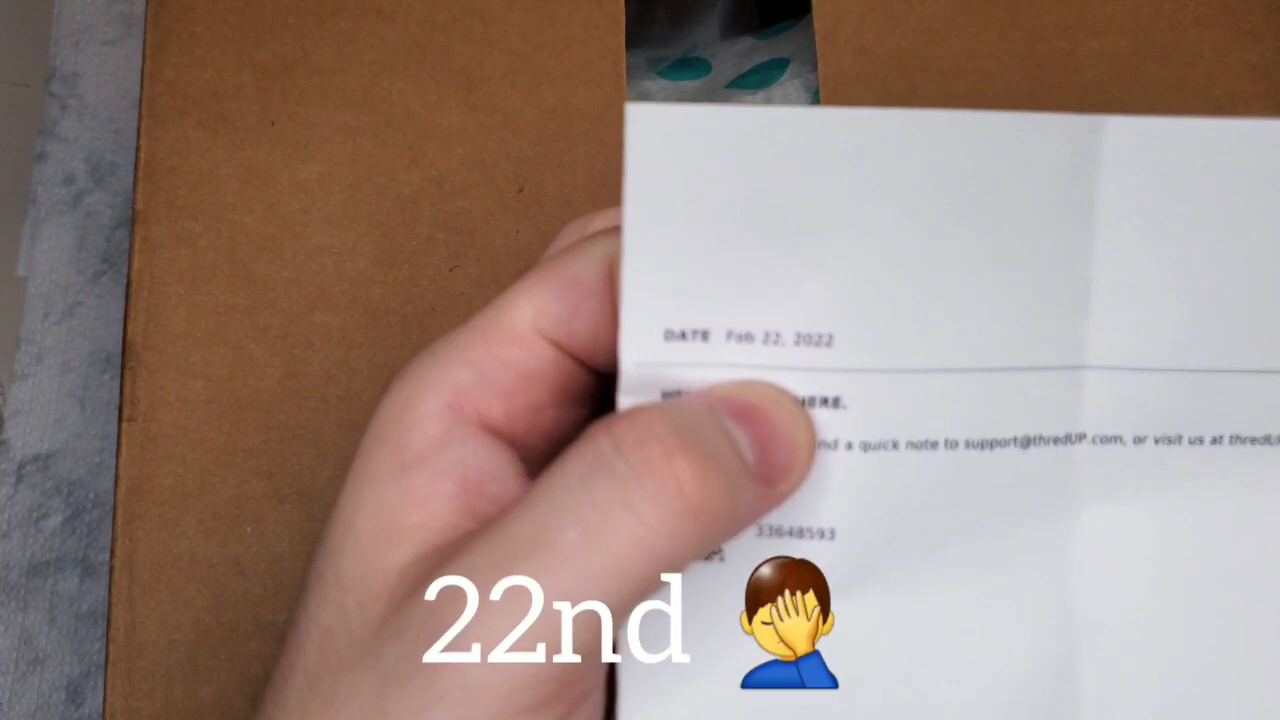 DATE Feb 22, 2022
HERE.
nd a quick note to support@thredUP.com, or visit us at thredU
33648593
22nd 🤦‍♂️